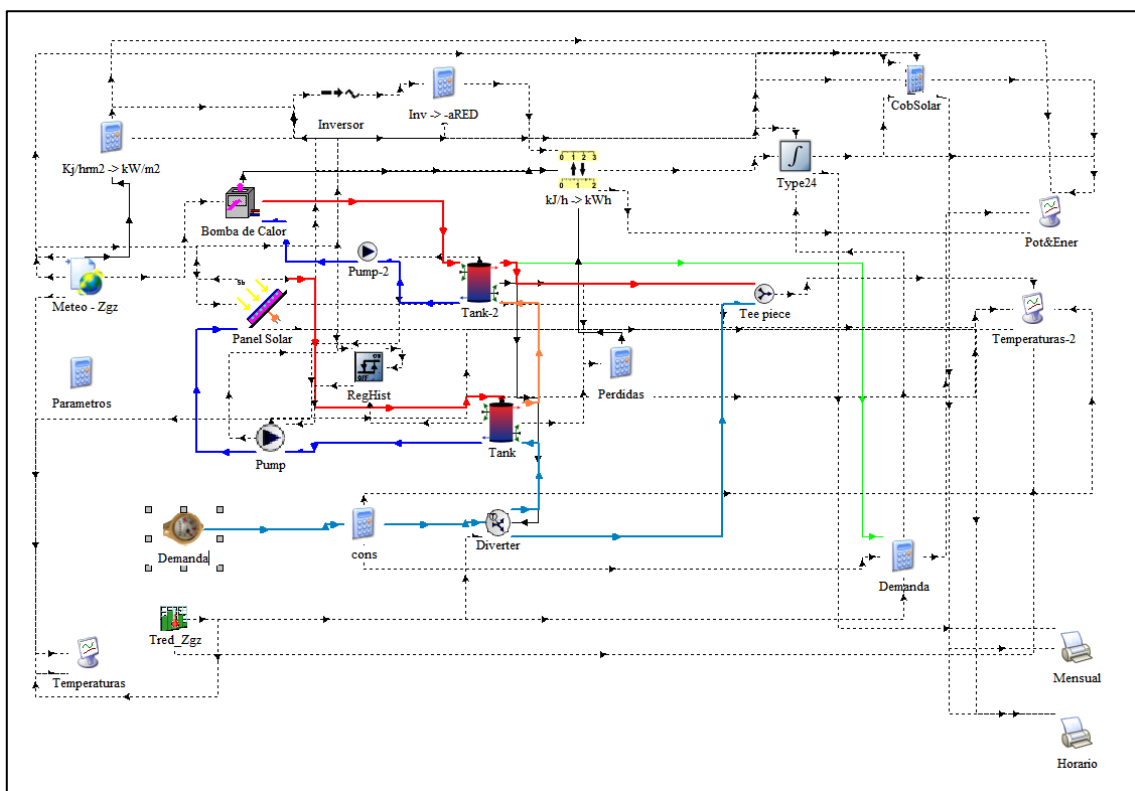 CobSolar
Inversor
Inv -> -aRED
Kj/hrm2 -> kW/m2
0 1 2 3
0 1 2
Type24
kJ/h -> kWh
Bomba de Calor
Pot&Ener
Pump-2
Meteo - Zgz
Tank-2
Tee piece
Panel Solar
Temperaturas-2
Parametros
RegHist
Perdidas
Tank
Pump
Demanda
cons
Diverter
Demanda
Tred_Zgz
Temperaturas
Mensual
Horario